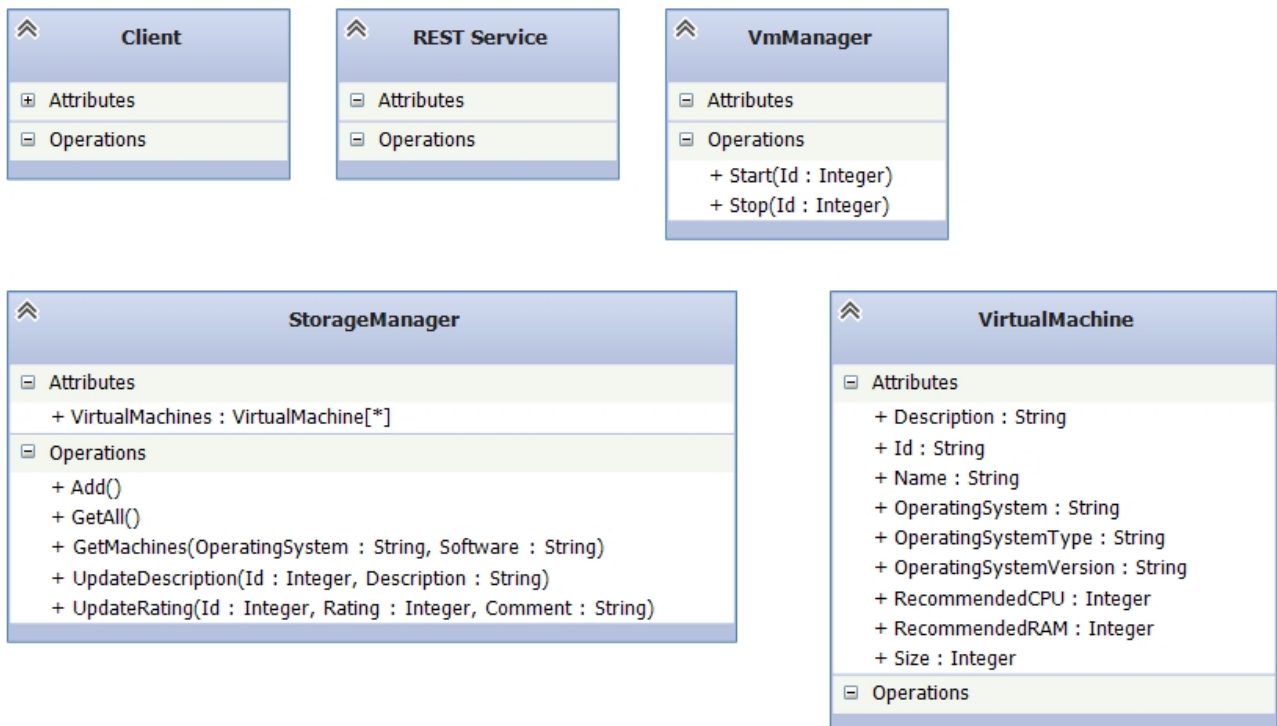 Client
Attributes
Operations
REST Service
Attributes
Operations
VmManager
Attributes
Operations
+ Start(Id : Integer)
+ Stop(Id : Integer)
StorageManager
Attributes
+ VirtualMachines : VirtualMachine[*]
Operations
+ Add()
+ GetAll()
+ GetMachines(OperatingSystem : String, Software : String)
+ UpdateDescription(Id : Integer, Description : String)
+ UpdateRating(Id : Integer, Rating : Integer, Comment : String)
VirtualMachine
Attributes
+ Description : String
+ Id : String
+ Name : String
+ OperatingSystem : String
+ OperatingSystemType : String
+ OperatingSystemVersion : String
+ RecommendedCPU : Integer
+ RecommendedRAM : Integer
+ Size : Integer
Operations